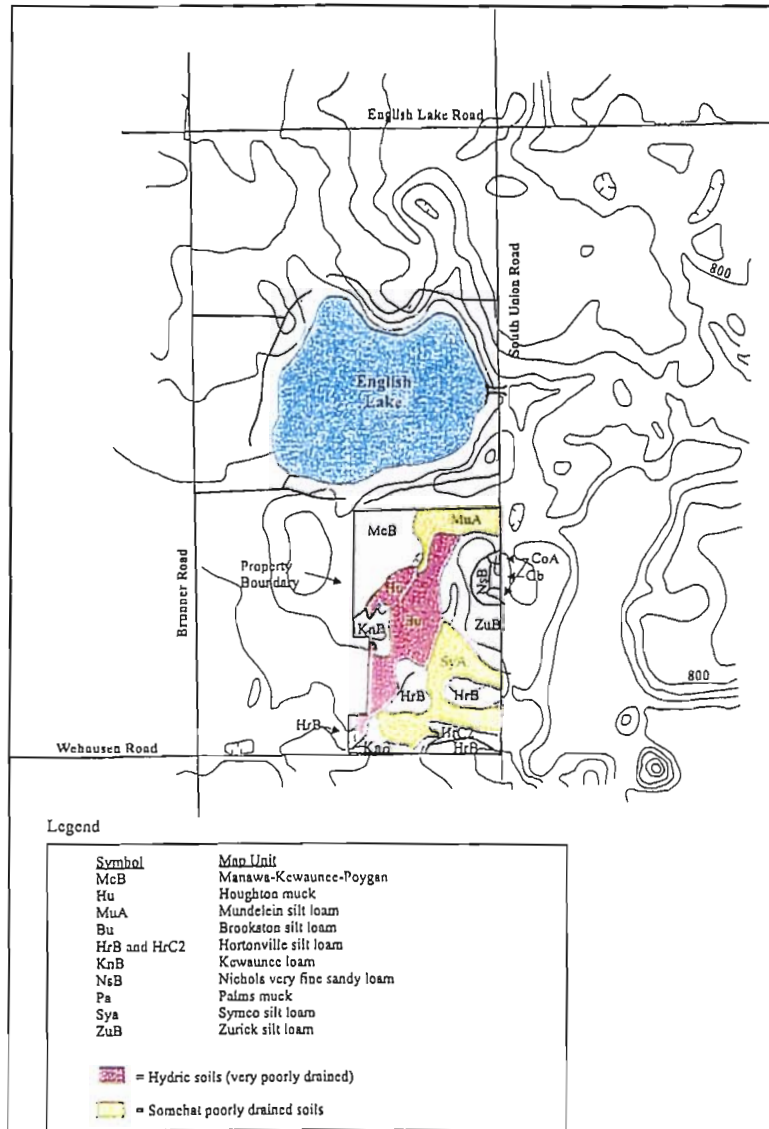 English Lake Road
South Union Road
800
English
Lake
McB
MuA
CoA
Cb
NsB
Property
Boundary
Brunner Road
Hu
KnB
ZuB
SyA
HrB
HrB
800
HrB
HrC2
HrB
Wehausen Road
Legend
Symbol Map Unit
McB Manawa-Kewaunee-Poygan
Hu Houghton muck
MuA Mundelein silt loam
Bu Brookston silt loam
HrB and HrC2 Hortonville silt loam
KnB Kewaunee loam
NsB Nichols very fine sandy loam
Pa Palms muck
Sya Symco silt loam
ZuB Zurick silt loam
= Hydric soils (very poorly drained)
= Somchat poorly drained soils